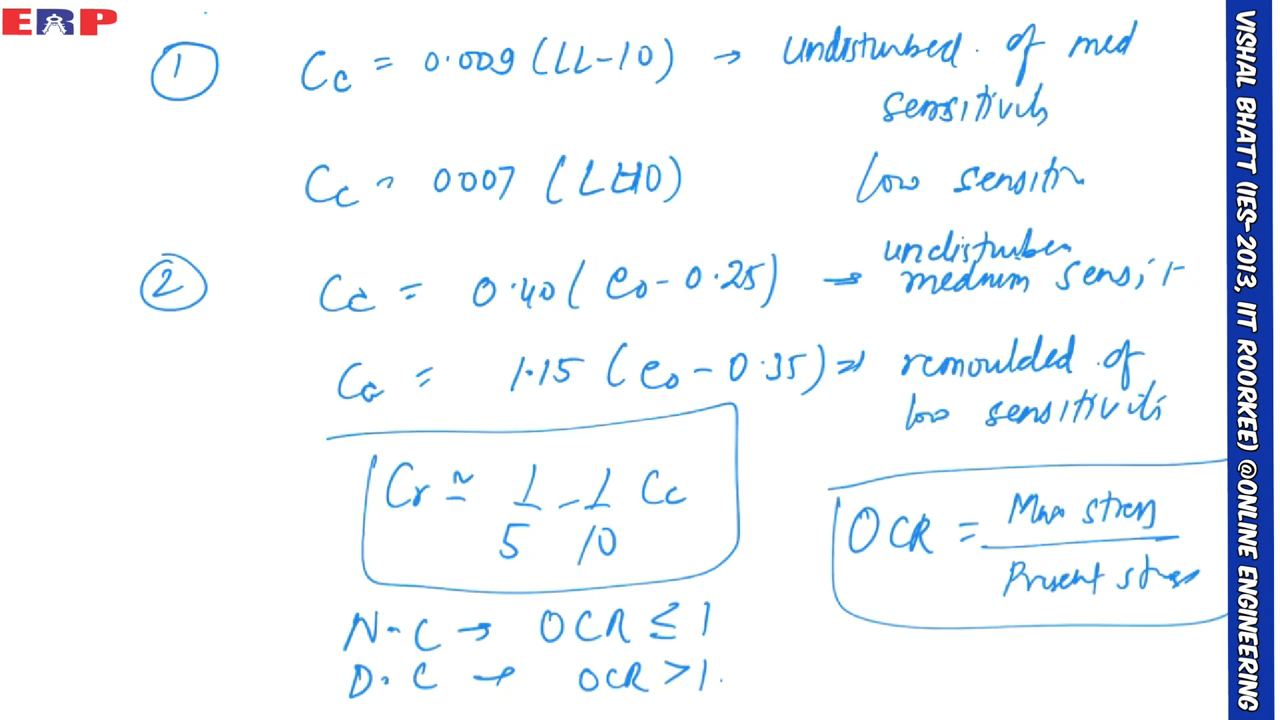 ERP
① Cc = 0.009 (LL-10) → undisturbed of med
sensitivity
Cc = 0.007 (LL-10) low sensitiv
② Cc = 0.40 (e₀ - 0.25) → undisturbed
medium sensit
Cc = 1.15 (e₀ - 0.35) ⇒ remoulded of
low sensitivity
Cr ≃ 1/5 - 1/10 Cc
OCR = Max stress / Present stress
N.C → OCR ≤ 1
O.C → OCR > 1.
VISHAL BHATT (IES-2013, IIT ROORKEE) @ONLINE ENGINEERING